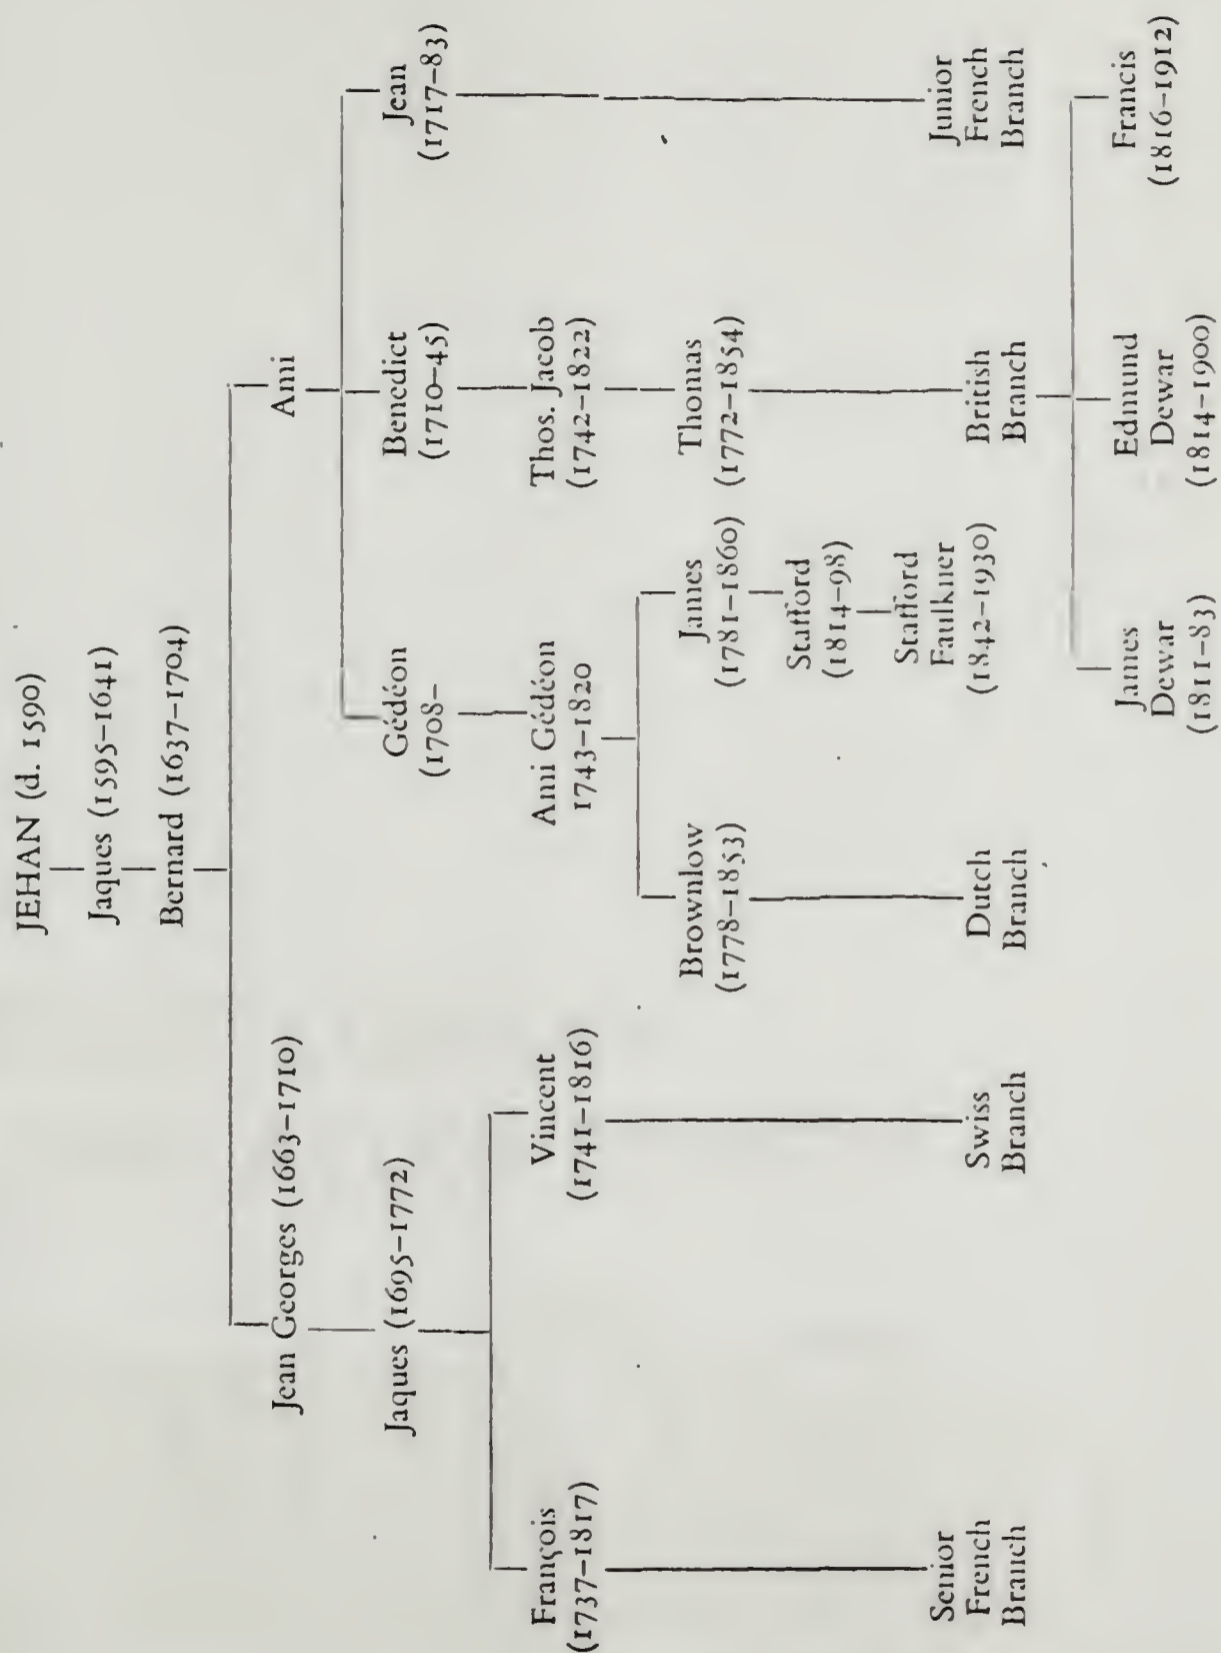 JEHAN (d. 1590)
Jaques (1595–1641)
Bernard (1637–1704)
Jean Georges (1663–1710)
Ami
Jaques (1695–1772)
Gédéon
(1708–
Benedict
(1710–45)
Jean
(1717–83)
François
(1737–1817)
Vincent
(1741–1816)
Ami Gédéon
1743–1820
Thos. Jacob
(1742–1822)
Brownlow
(1778–1853)
James
(1781–1860)
Thomas
(1772–1854)
Stafford
(1814–98)
Stafford
Faulkner
(1842–1930)
Senior
French
Branch
Swiss
Branch
Dutch
Branch
British
Branch
Junior
French
Branch
James
Dewar
(1811–83)
Edmund
Dewar
(1814–1900)
Francis
(1816–1912)